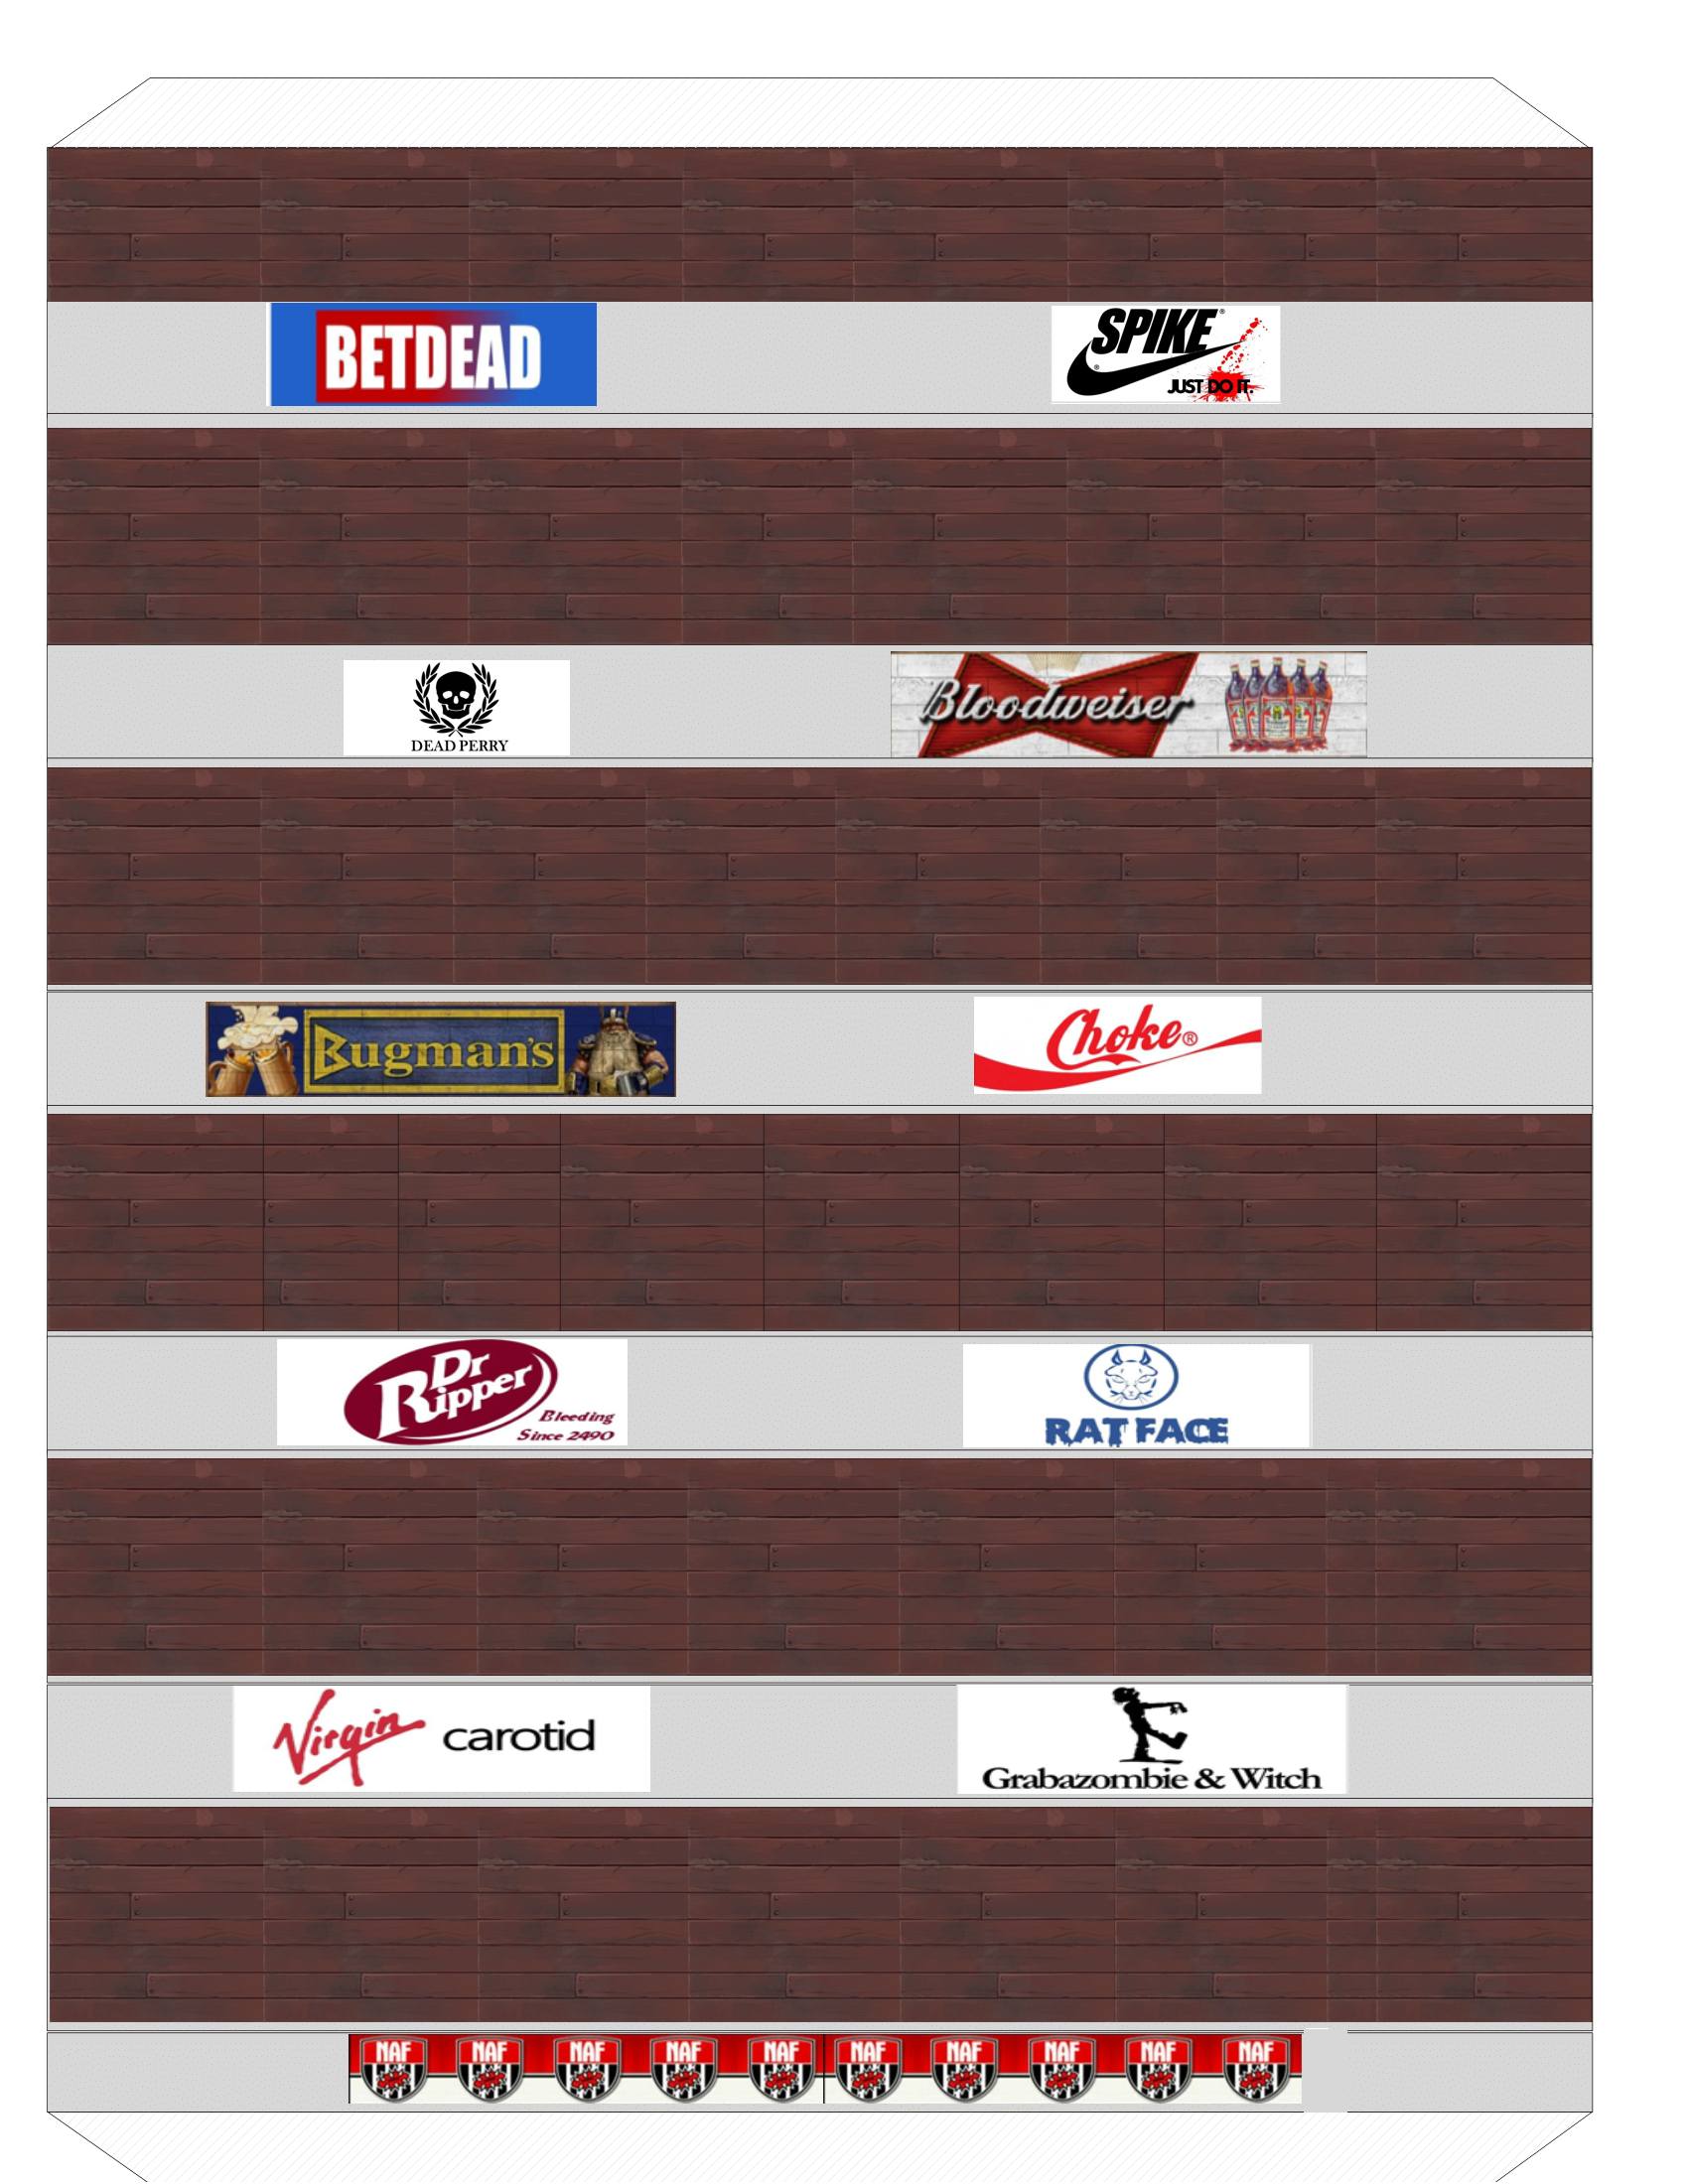 BETDEAD
SPIKE®
®
JUST DO IT.
DEAD PERRY
Bloodweiser
Bugman's
Choke®
Dr
Ripper
Bleeding
Since 2490
RAT FACE
Virgin carotid
Grabazombie & Witch
NAF NAF NAF NAF NAF NAF NAF NAF NAF NAF